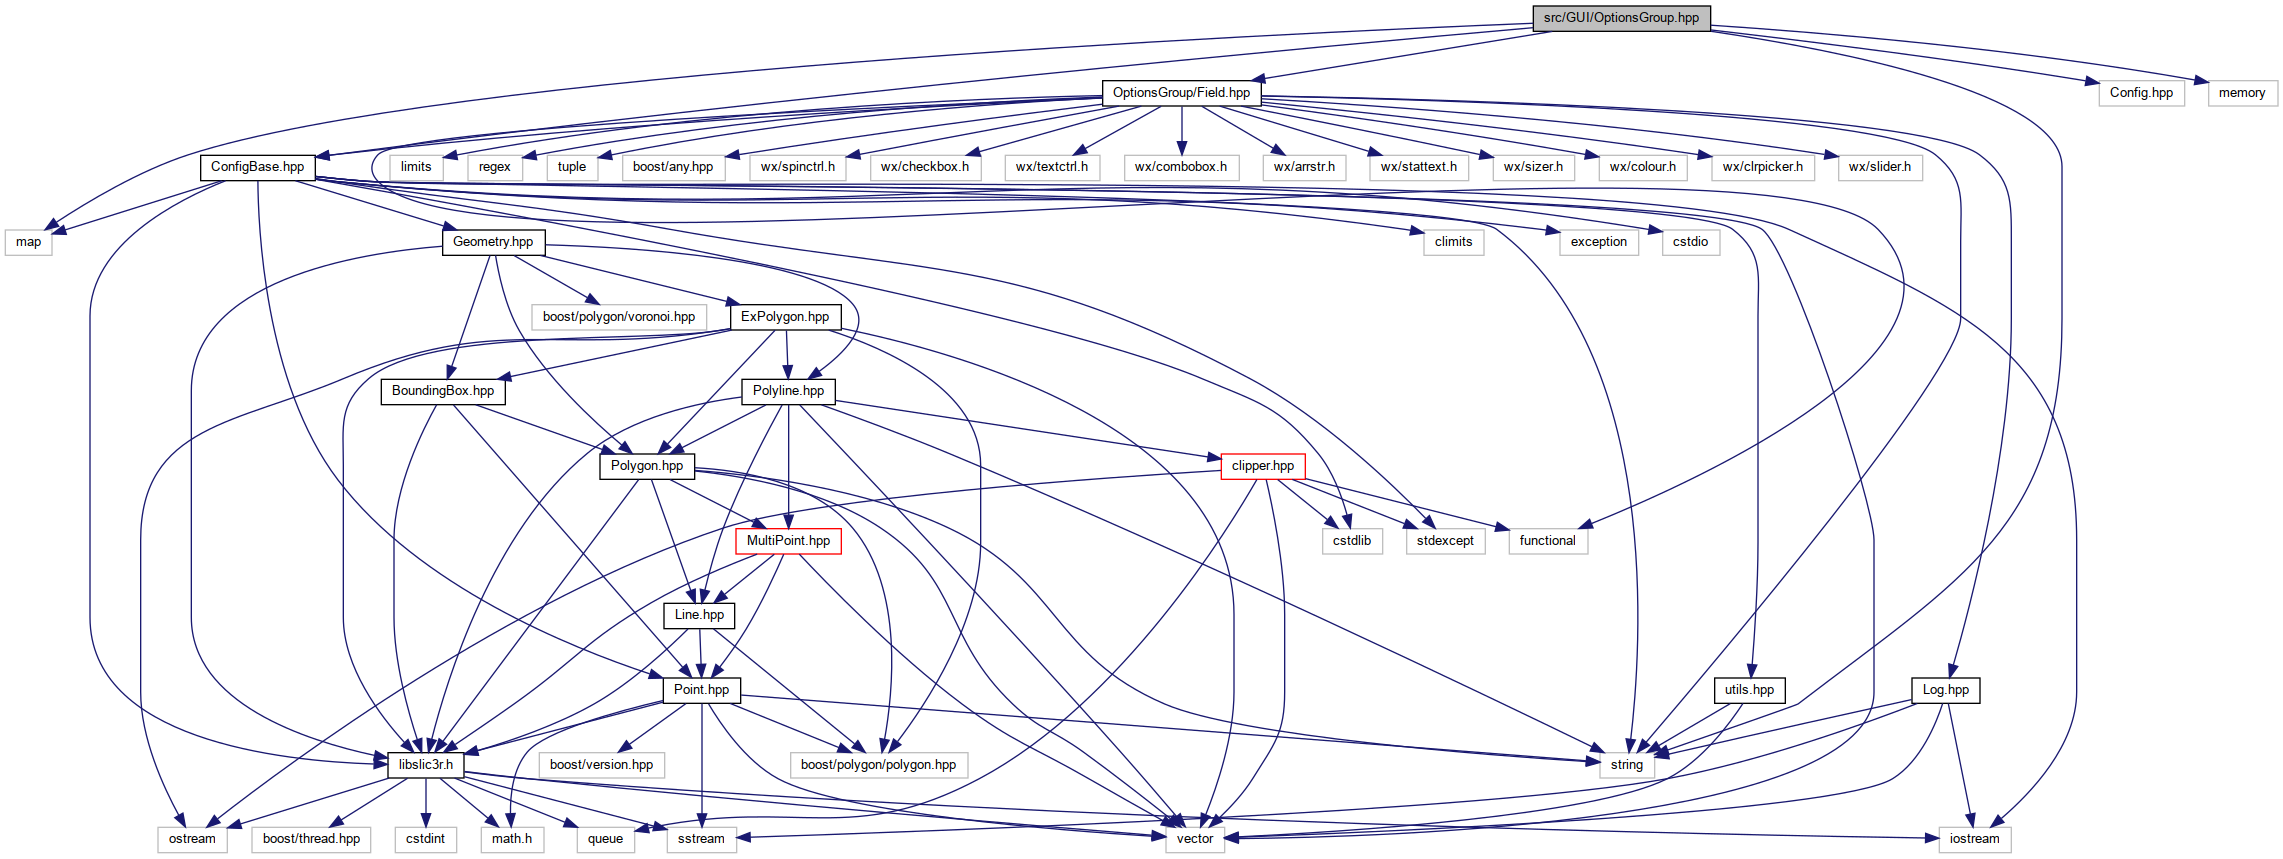 src/GUI/OptionsGroup.hpp
OptionsGroup/Field.hpp
Config.hpp
memory
ConfigBase.hpp
limits
regex
tuple
boost/any.hpp
wx/spinctrl.h
wx/checkbox.h
wx/textctrl.h
wx/combobox.h
wx/arrstr.h
wx/stattext.h
wx/sizer.h
wx/colour.h
wx/clrpicker.h
wx/slider.h
map
Geometry.hpp
climits
exception
cstdio
boost/polygon/voronoi.hpp
ExPolygon.hpp
BoundingBox.hpp
Polyline.hpp
Polygon.hpp
clipper.hpp
MultiPoint.hpp
cstdlib
stdexcept
functional
Line.hpp
Point.hpp
utils.hpp
Log.hpp
libslic3r.h
boost/version.hpp
boost/polygon/polygon.hpp
string
ostream
boost/thread.hpp
cstdint
math.h
queue
sstream
vector
iostream